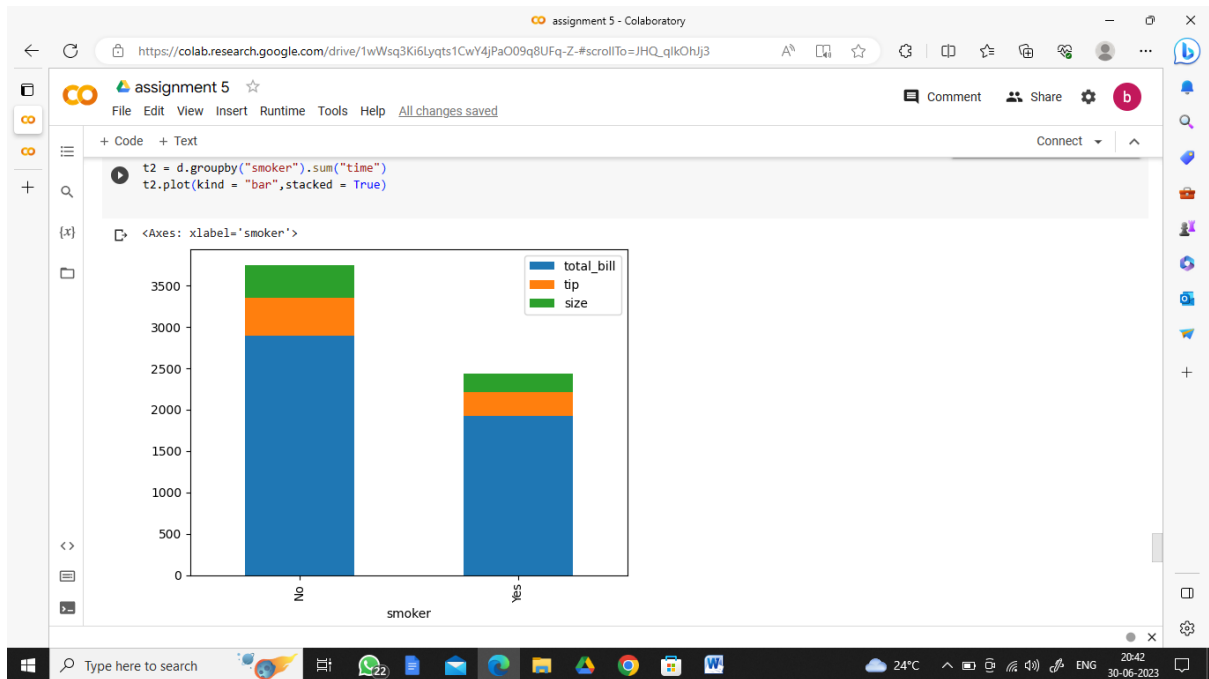 assignment 5 - Colaboratory
https://colab.research.google.com/drive/1wWsq3Ki6Lyqts1CwY4jPaO09q8UFq-Z-#scrollTo=JHQ_qIkOhJj3
assignment 5
File Edit View Insert Runtime Tools Help All changes saved
Comment Share b
+ Code + Text Connect
t2 = d.groupby("smoker").sum("time")
t2.plot(kind = "bar",stacked = True)
{x}
<Axes: xlabel='smoker'>
total_bill
tip
size
3500
3000
2500
2000
1500
1000
500
0
No Yes
smoker
Type here to search 22 24°C ENG 20:42
30-06-2023